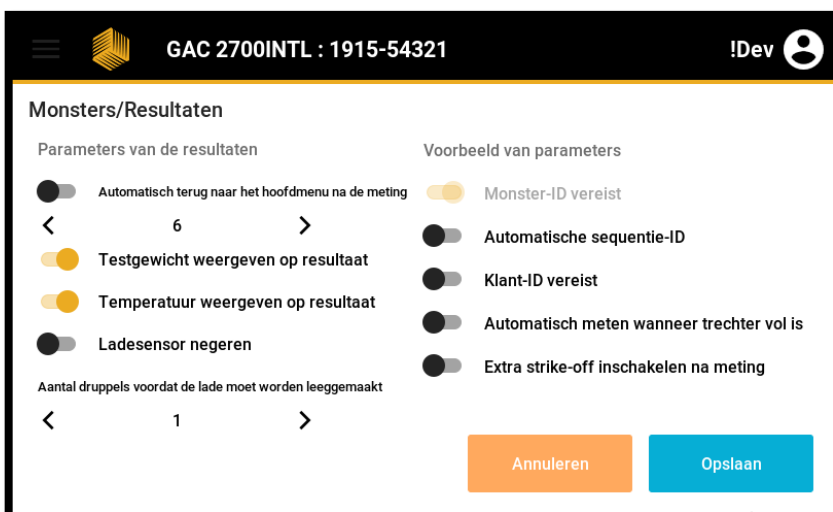 GAC 2700INTL : 1915-54321
!Dev
Monsters/Resultaten
Parameters van de resultaten
Automatisch terug naar het hoofdmenu na de meting
6
Testgewicht weergeven op resultaat
Temperatuur weergeven op resultaat
Ladesensor negeren
Aantal druppels voordat de lade moet worden leeggemaakt
1
Voorbeeld van parameters
Monster-ID vereist
Automatische sequentie-ID
Klant-ID vereist
Automatisch meten wanneer trechter vol is
Extra strike-off inschakelen na meting
Annuleren
Opslaan